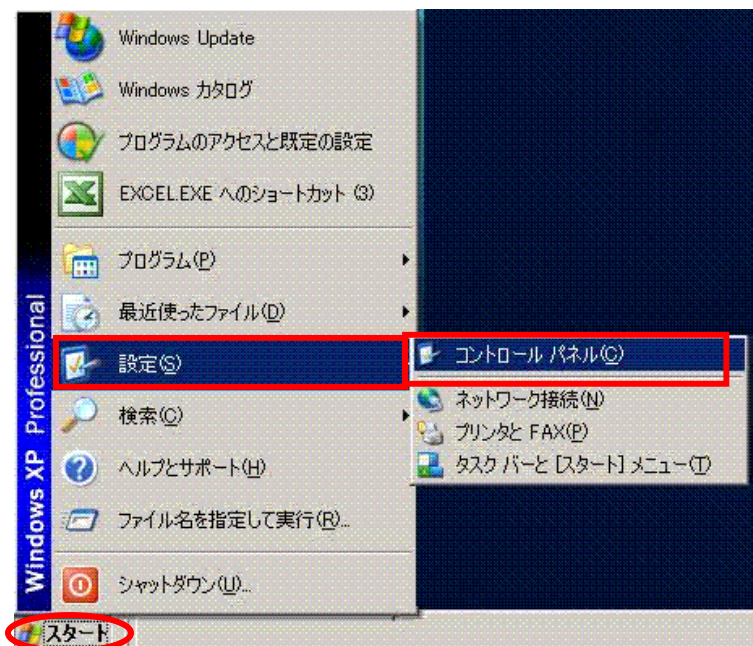 Windows Update
Windows カタログ
プログラムのアクセスと既定の設定
EXCEL.EXE へのショートカット (3)
プログラム(P)
最近使ったファイル(D)
設定(S)
検索(C)
ヘルプとサポート(H)
ファイル名を指定して実行(R)...
シャットダウン(U)...
コントロール パネル(C)
ネットワーク接続(N)
プリンタと FAX(P)
タスク バーと [スタート] メニュー(T)
Windows XP Professional
スタート